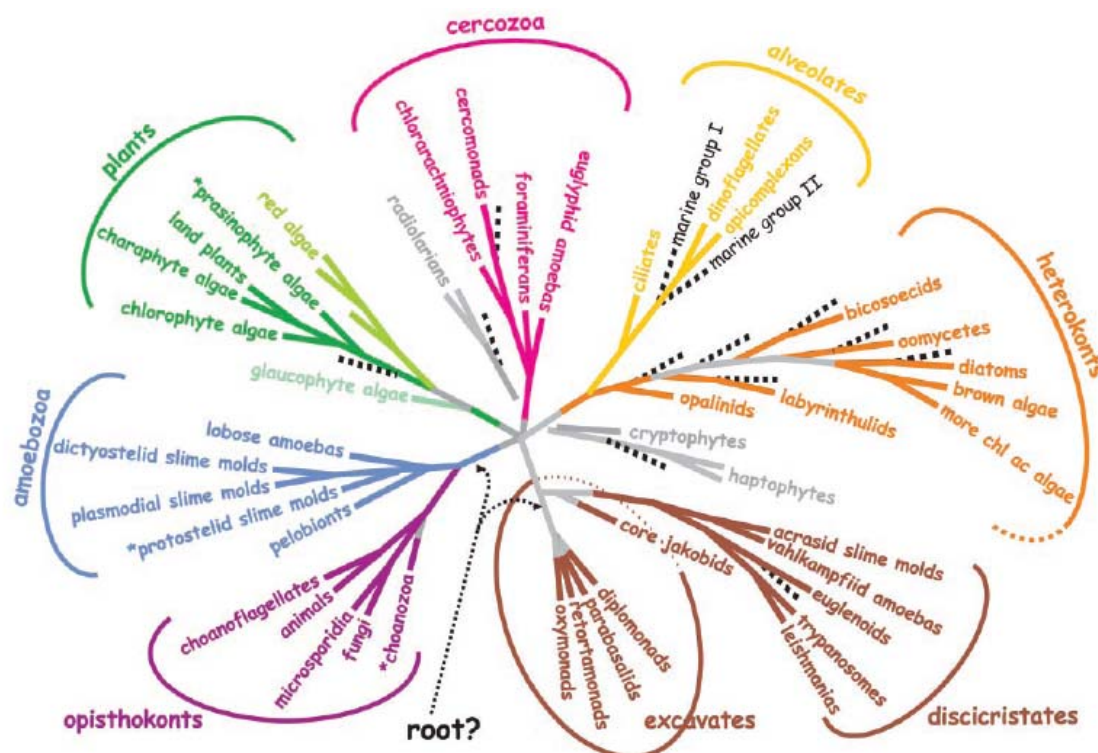 cercozoa
alveolates
plants
heterokonts
amoebozoa
opisthokonts
root?
excavates
discicristates
chlorarachniophytes
cercomonads
foraminiferans
euglyphid amoebas
radiolarians
ciliates
marine group I
dinoflagellates
apicomplexans
marine group II
red algae
*prasinophyte algae
land plants
charaphyte algae
chlorophyte algae
glaucophyte algae
bicosoecids
oomycetes
diatoms
brown algae
more chl ac algae
labyrinthulids
opalinids
cryptophytes
haptophytes
lobose amoebas
dictyostelid slime molds
plasmodial slime molds
*protostelid slime molds
pelobionts
choanoflagellates
animals
microsporidia
fungi
*choanozoa
oxymonads
retortamonads
parabasalids
diplomonads
core jakobids
acrasid slime molds
vahlkampfiid amoebas
euglenoids
trypanosomes
leishmanias